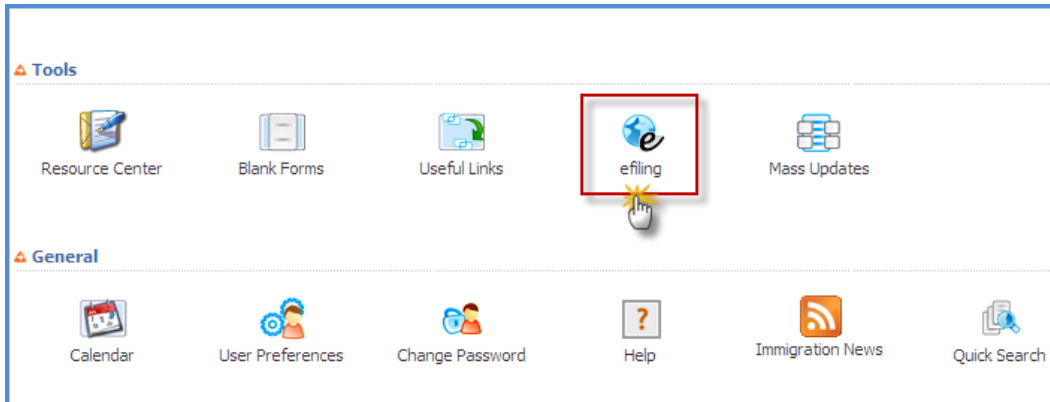 Tools
Resource Center Blank Forms Useful Links efiling Mass Updates
General
Calendar User Preferences Change Password Help Immigration News Quick Search